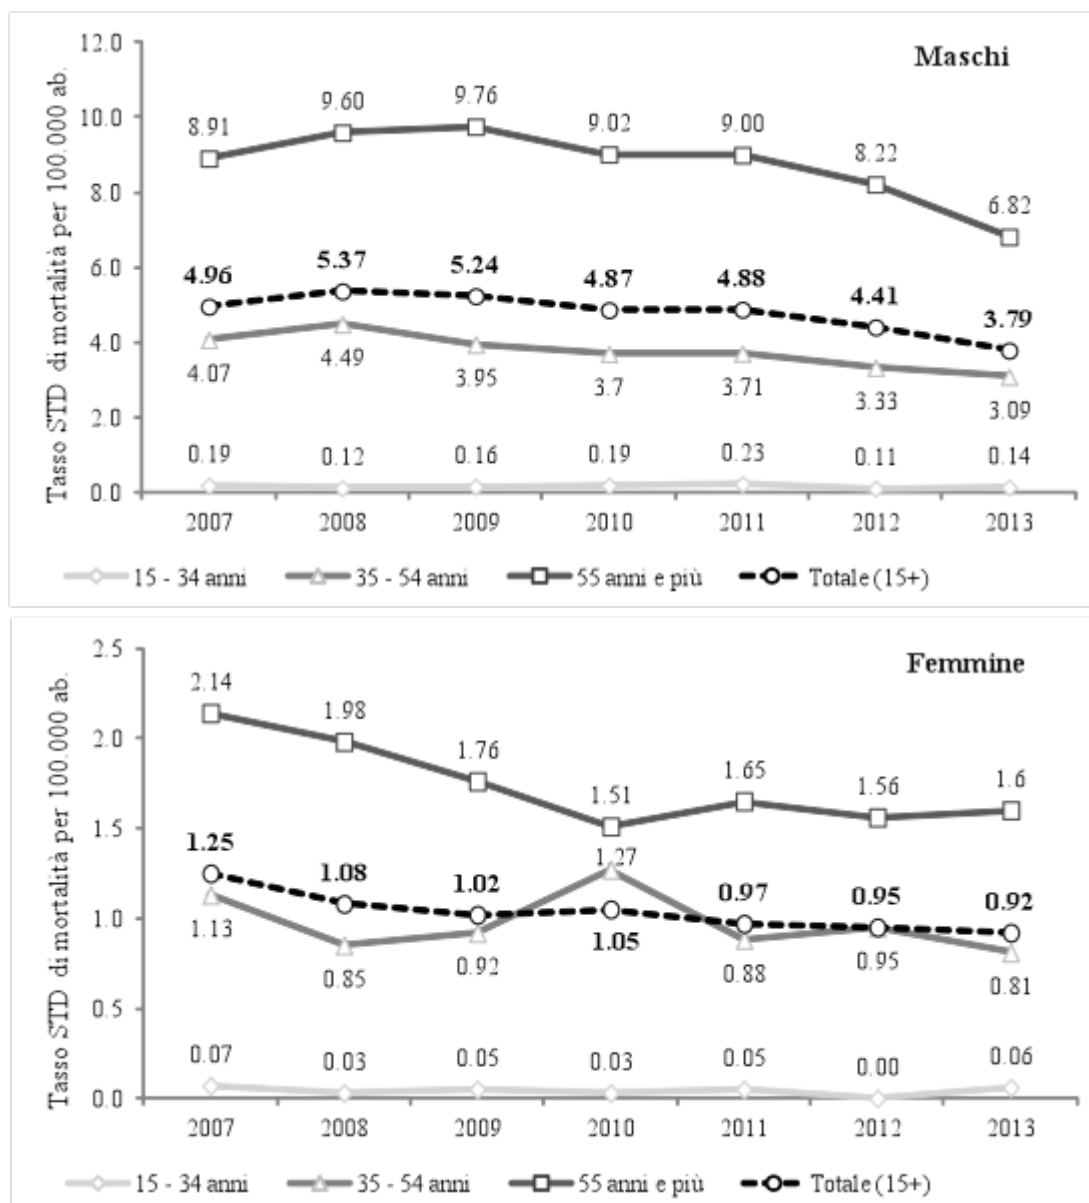 Maschi
Tasso STD di mortalità per 100.000 ab.
12.0
10.0
8.0
6.0
4.0
2.0
0.0
8.91 9.60 9.76 9.02 9.00 8.22 6.82
4.96 5.37 5.24 4.87 4.88 4.41 3.79
4.07 4.49 3.95 3.7 3.71 3.33 3.09
0.19 0.12 0.16 0.19 0.23 0.11 0.14
2007 2008 2009 2010 2011 2012 2013
15 - 34 anni 35 - 54 anni 55 anni e più Totale (15+)
Femmine
Tasso STD di mortalità per 100.000 ab.
2.5
2.0
1.5
1.0
0.5
0.0
2.14 1.98 1.76 1.51 1.65 1.56 1.6
1.25 1.08 1.02 1.05 0.97 0.95 0.92
1.13 0.85 0.92 1.27 0.88 0.95 0.81
0.07 0.03 0.05 0.03 0.05 0.00 0.06
2007 2008 2009 2010 2011 2012 2013
15 - 34 anni 35 - 54 anni 55 anni e più Totale (15+)